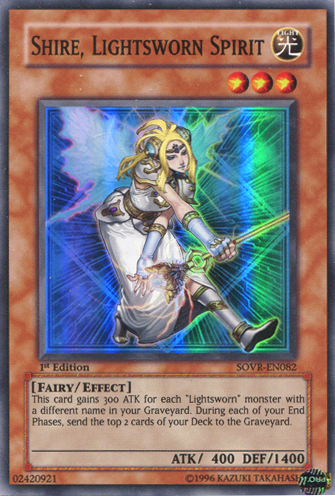 SHIRE, LIGHTSWORN SPIRIT
LIGHT
光
1st Edition
SOVR-EN082
[FAIRY/EFFECT]
This card gains 300 ATK for each "Lightsworn" monster
with a different name in your Graveyard. During each of your End
Phases, send the top 2 cards of your Deck to the Graveyard.
ATK/ 400 DEF/1400
02420921
©1996 KAZUKI TAKAHASHI